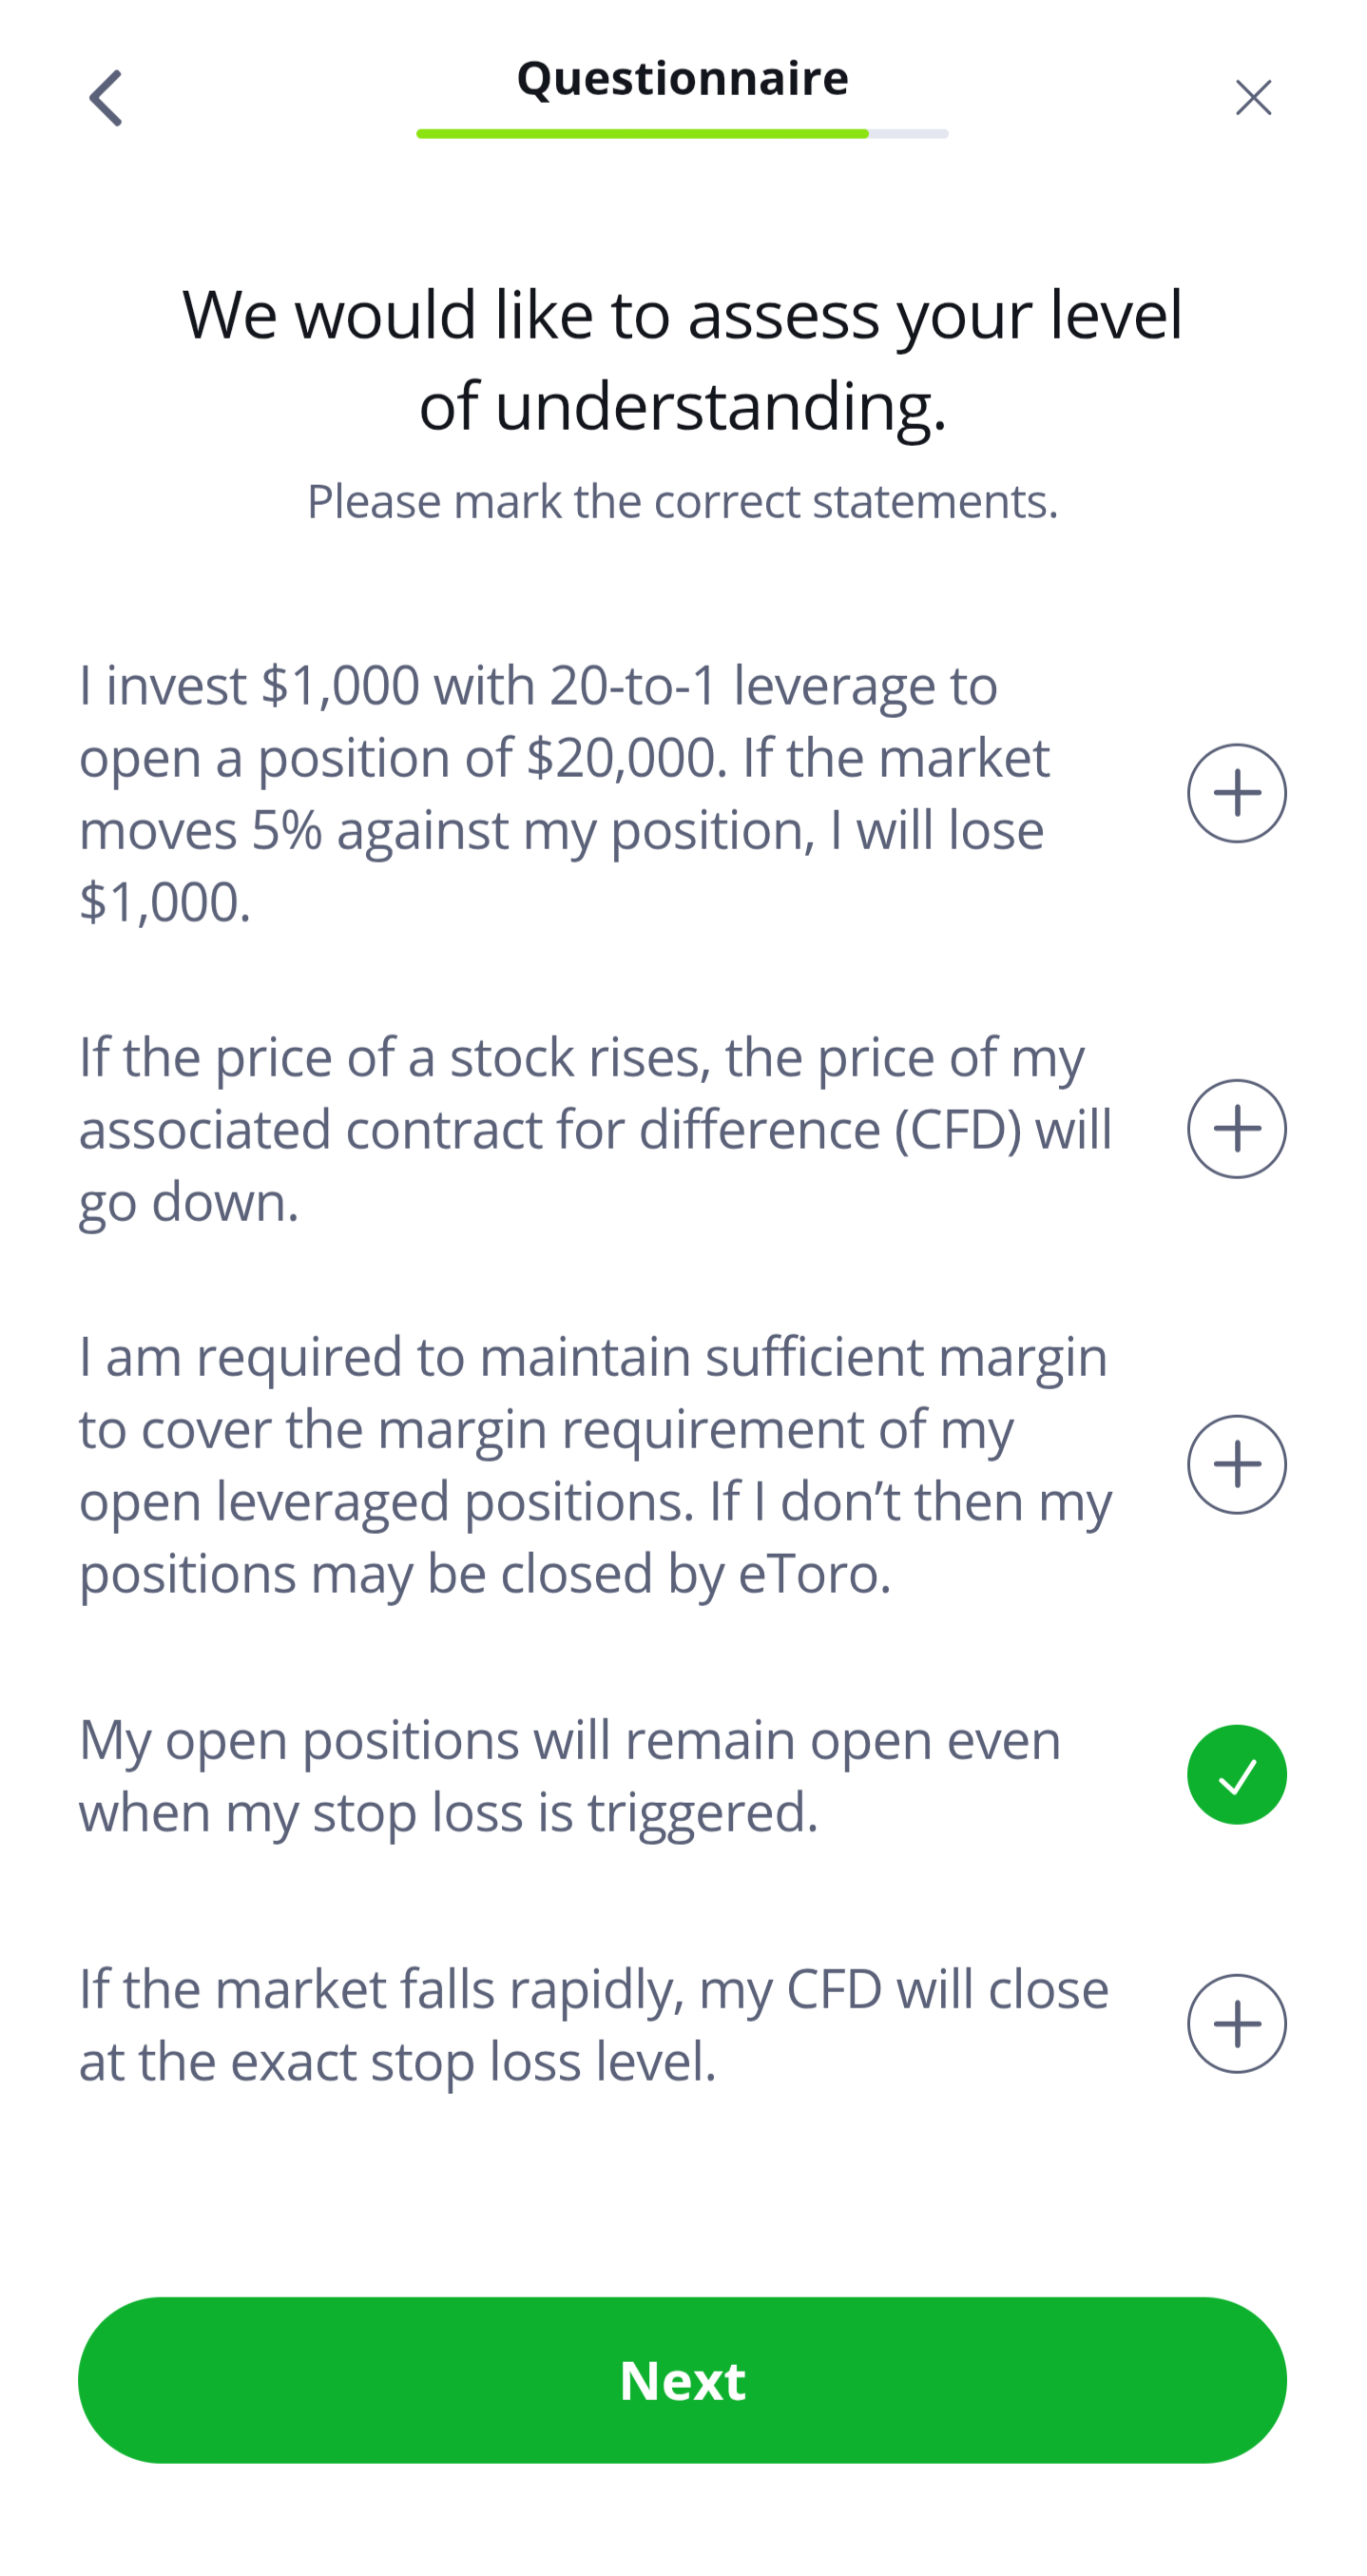 Questionnaire
We would like to assess your level
of understanding.
Please mark the correct statements.
I invest $1,000 with 20-to-1 leverage to
open a position of $20,000. If the market
moves 5% against my position, I will lose
$1,000.
If the price of a stock rises, the price of my
associated contract for difference (CFD) will
go down.
I am required to maintain sufficient margin
to cover the margin requirement of my
open leveraged positions. If I don’t then my
positions may be closed by eToro.
My open positions will remain open even
when my stop loss is triggered.
If the market falls rapidly, my CFD will close
at the exact stop loss level.
Next